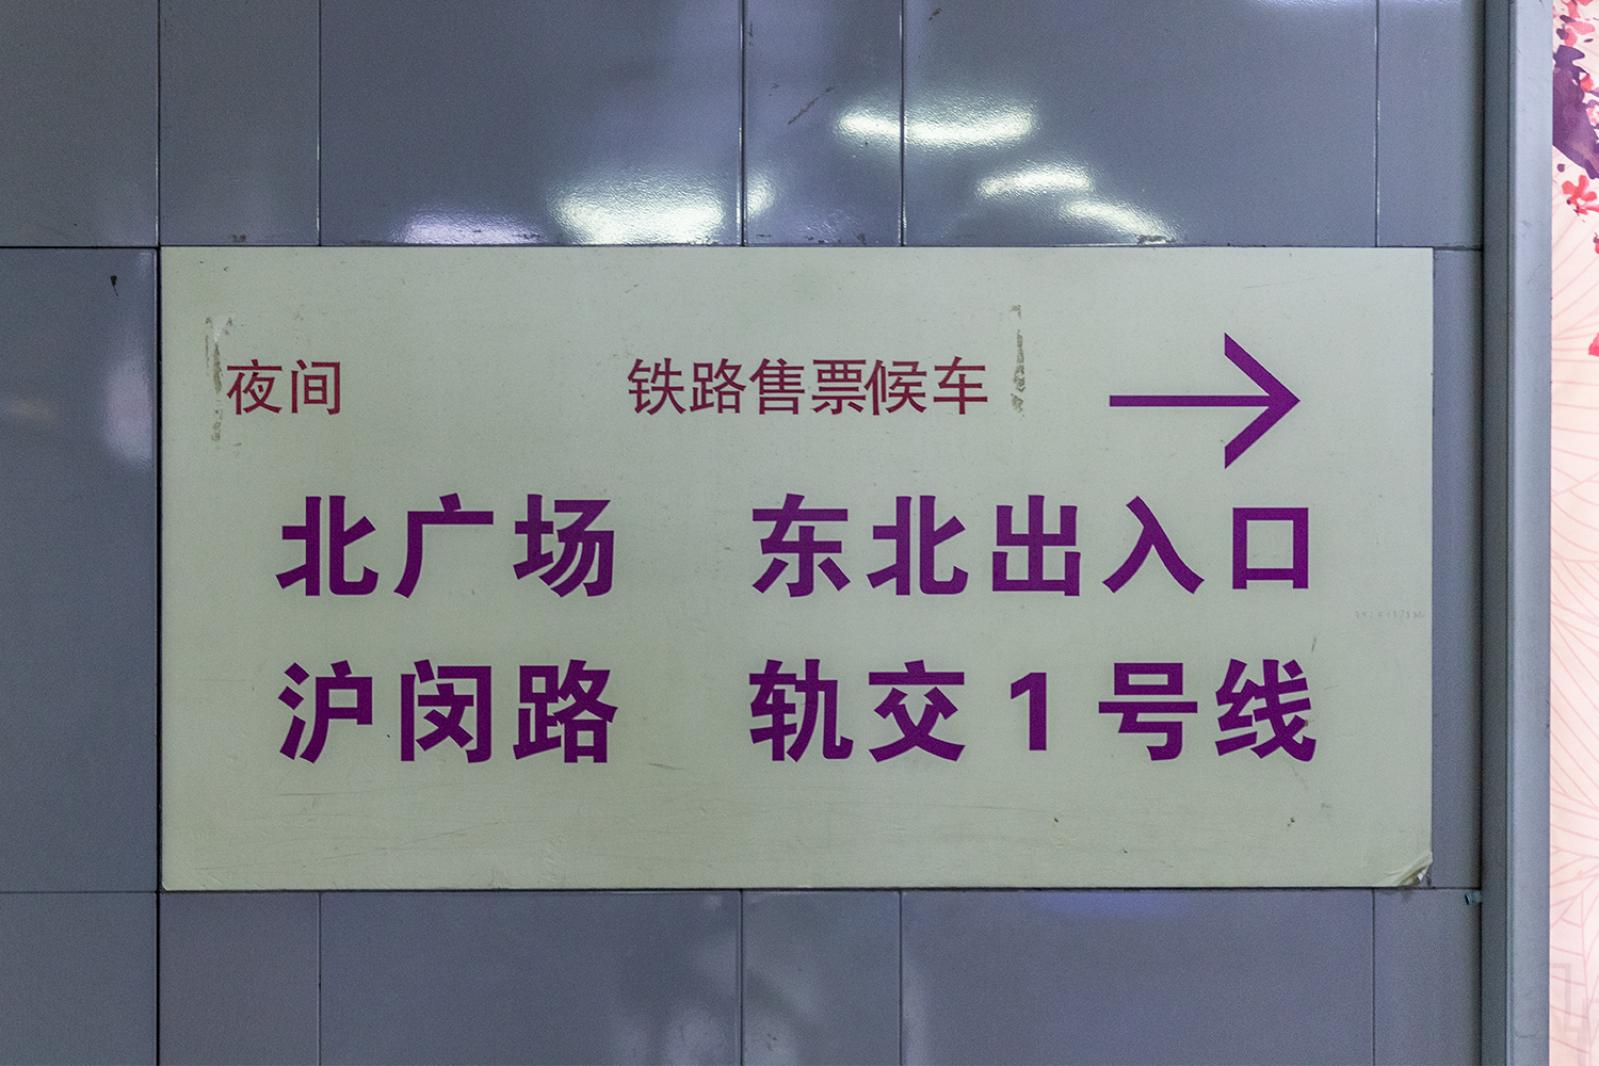 夜间 铁路售票候车
北广场 东北出入口
沪闵路 轨交1号线